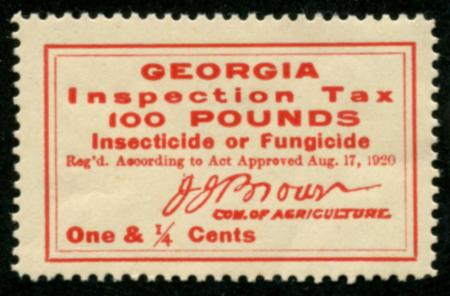 GEORGIA
Inspection Tax
100 POUNDS
Insecticide or Fungicide
Reg'd. According to Act Approved Aug. 17, 1920
J.J. Brown
COM. OF AGRICULTURE.
One & 1/4 Cents